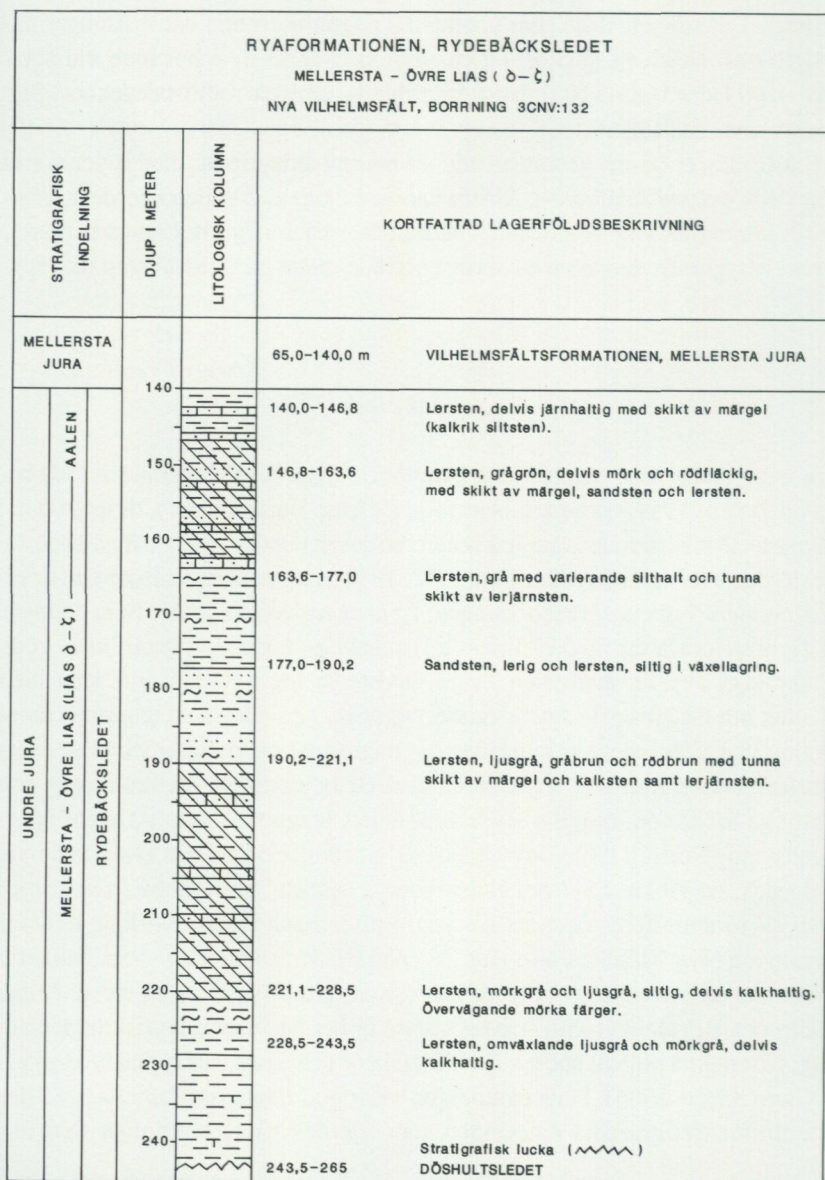 RYAFORMATIONEN, RYDEBÄCKSLEDET
MELLERSTA – ÖVRE LIAS (δ–ζ)
NYA VILHELMSFÄLT, BORRNING 3CNV:132
STRATIGRAFISK
INDELNING
DJUP I METER
LITOLOGISK KOLUMN
KORTFATTAD LAGERFÖLJDSBESKRIVNING
MELLERSTA
JURA
65,0–140,0 m VILHELMSFÄLTSFORMATIONEN, MELLERSTA JURA
UNDRE JURA
MELLERSTA – ÖVRE LIAS (LIAS δ–ζ) AALEN
RYDEBÄCKSLEDET
140
140,0–146,8 Lersten, delvis järnhaltig med skikt av märgel
(kalkrik siltsten).
150
146,8–163,6 Lersten, grågrön, delvis mörk och rödfläckig,
med skikt av märgel, sandsten och lersten.
160
163,6–177,0 Lersten, grå med varierande silthalt och tunna
skikt av lerjärnsten.
170
177,0–190,2 Sandsten, lerig och lersten, siltig i växellagring.
180
190
190,2–221,1 Lersten, ljusgrå, gråbrun och rödbrun med tunna
skikt av märgel och kalksten samt lerjärnsten.
200
210
220
221,1–228,5 Lersten, mörkgrå och ljusgrå, siltig, delvis kalkhaltig.
Övervägande mörka färger.
228,5–243,5 Lersten, omväxlande ljusgrå och mörkgrå, delvis
kalkhaltig.
230
240
Stratigrafisk lucka ( )
243,5–265 DÖSHULTSLEDET